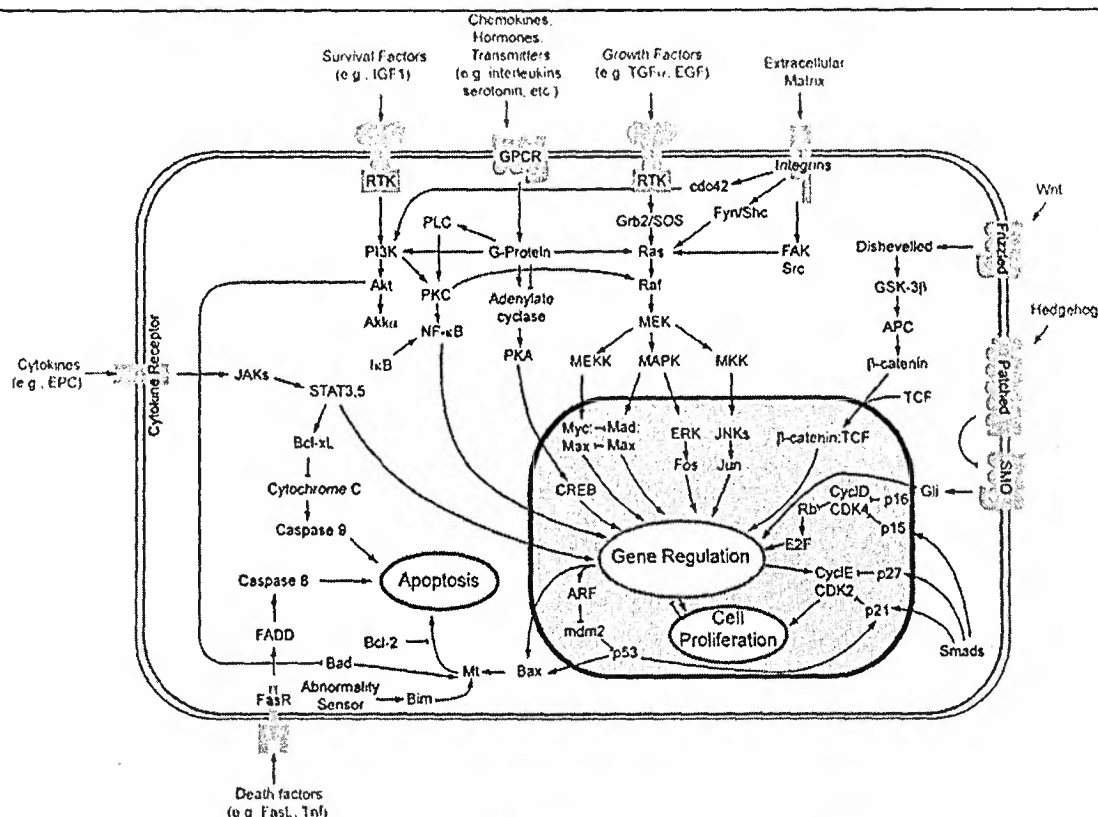 Survival Factors
(e.g., IGF1)
Chemokines,
Hormones,
Transmitters
(e.g. interleukins,
serotonin, etc.)
Growth Factors
(e.g. TGFα, EGF)
Extracellular
Matrix
RTK
GPCR
RTK
Integrins
cdc42
Fyn/Shc
Grb2/SOS
PLC
PI3K
G-Protein
Ras
FAK
Src
Akt
PKC
Adenylate
cyclase
Raf
Akkα
NF-κB
IκB
PKA
MEK
MEKK
MAPK
MKK
Wnt
Frizzled
Dishevelled
GSK-3β
APC
β-catenin
TCF
Hedgehog
Patched
SMO
Gli
Cytokines
(e.g., EPC)
Cytokine Receptor
JAKs
STAT3,5
Bcl-xL
Cytochrome C
Caspase 9
Caspase 8
Apoptosis
FADD
Bcl-2
Bad
Mt
Bax
FasR
Abnormality
Sensor
Bim
Death factors
(e.g. FasL, Tnf)
Myc:
Max
Mad:
Max
ERK
JNKs
β-catenin:TCF
Fos
Jun
CREB
CyclD
CDK4
Rb
p16
p15
E2F
Gene Regulation
CyclE
CDK2
p27
p21
ARF
mdm2
p53
Cell
Proliferation
Smads